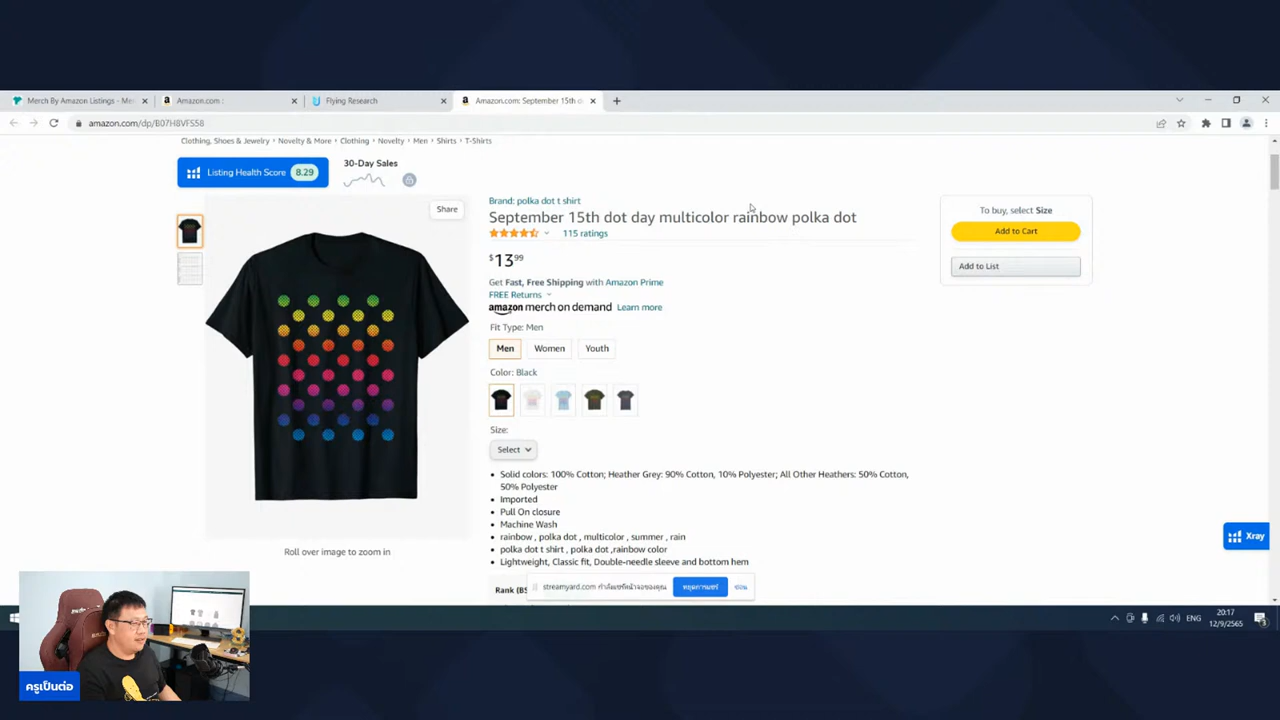 Merch By Amazon Listings - Mer
Amazon.com :
Flying Research
Amazon.com: September 15th d
amazon.com/dp/B07H8VFS58
Clothing, Shoes & Jewelry › Novelty & More › Clothing › Novelty › Men › Shirts › T-Shirts
Listing Health Score 8.29
30-Day Sales
Share
Brand: polka dot t shirt
September 15th dot day multicolor rainbow polka dot
115 ratings
$13.99
Get Fast, Free Shipping with Amazon Prime
FREE Returns
amazon merch on demand Learn more
Fit Type: Men
Men Women Youth
Color: Black
Size:
Select
• Solid colors: 100% Cotton; Heather Grey: 90% Cotton, 10% Polyester; All Other Heathers: 50% Cotton,
50% Polyester
• Imported
• Pull On closure
• Machine Wash
• rainbow , polka dot , multicolor , summer , rain
• polka dot t shirt , polka dot ,rainbow color
• Lightweight, Classic fit, Double-needle sleeve and bottom hem
Rank (BS
To buy, select Size
Add to Cart
Add to List
Roll over image to zoom in
Xray
streamyard.com กำลังแชร์หน้าจอของคุณ
หยุดการแชร์
ซ่อน
ENG
20:17
12/9/2565
ครูเป็นต่อ